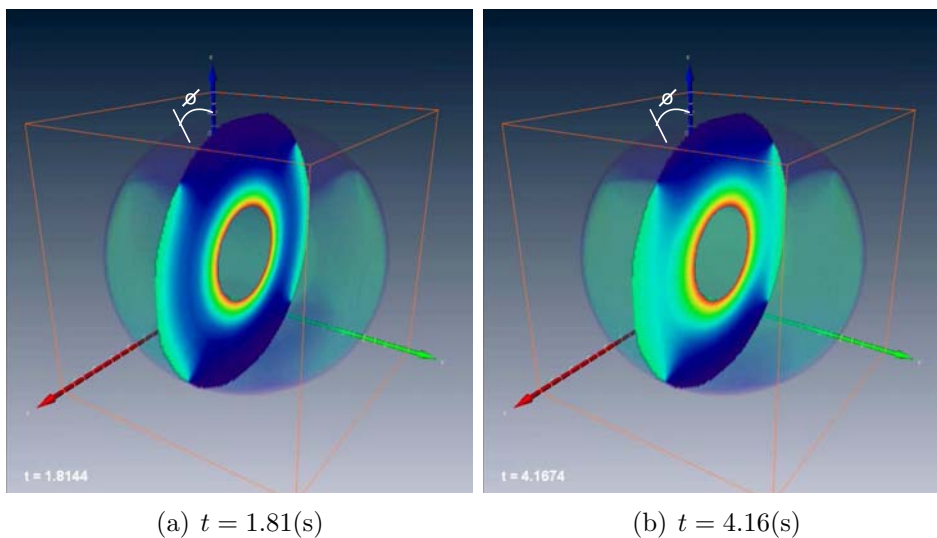 ø ø
t = 1.8144 t = 4.1674
(a) t = 1.81(s) (b) t = 4.16(s)